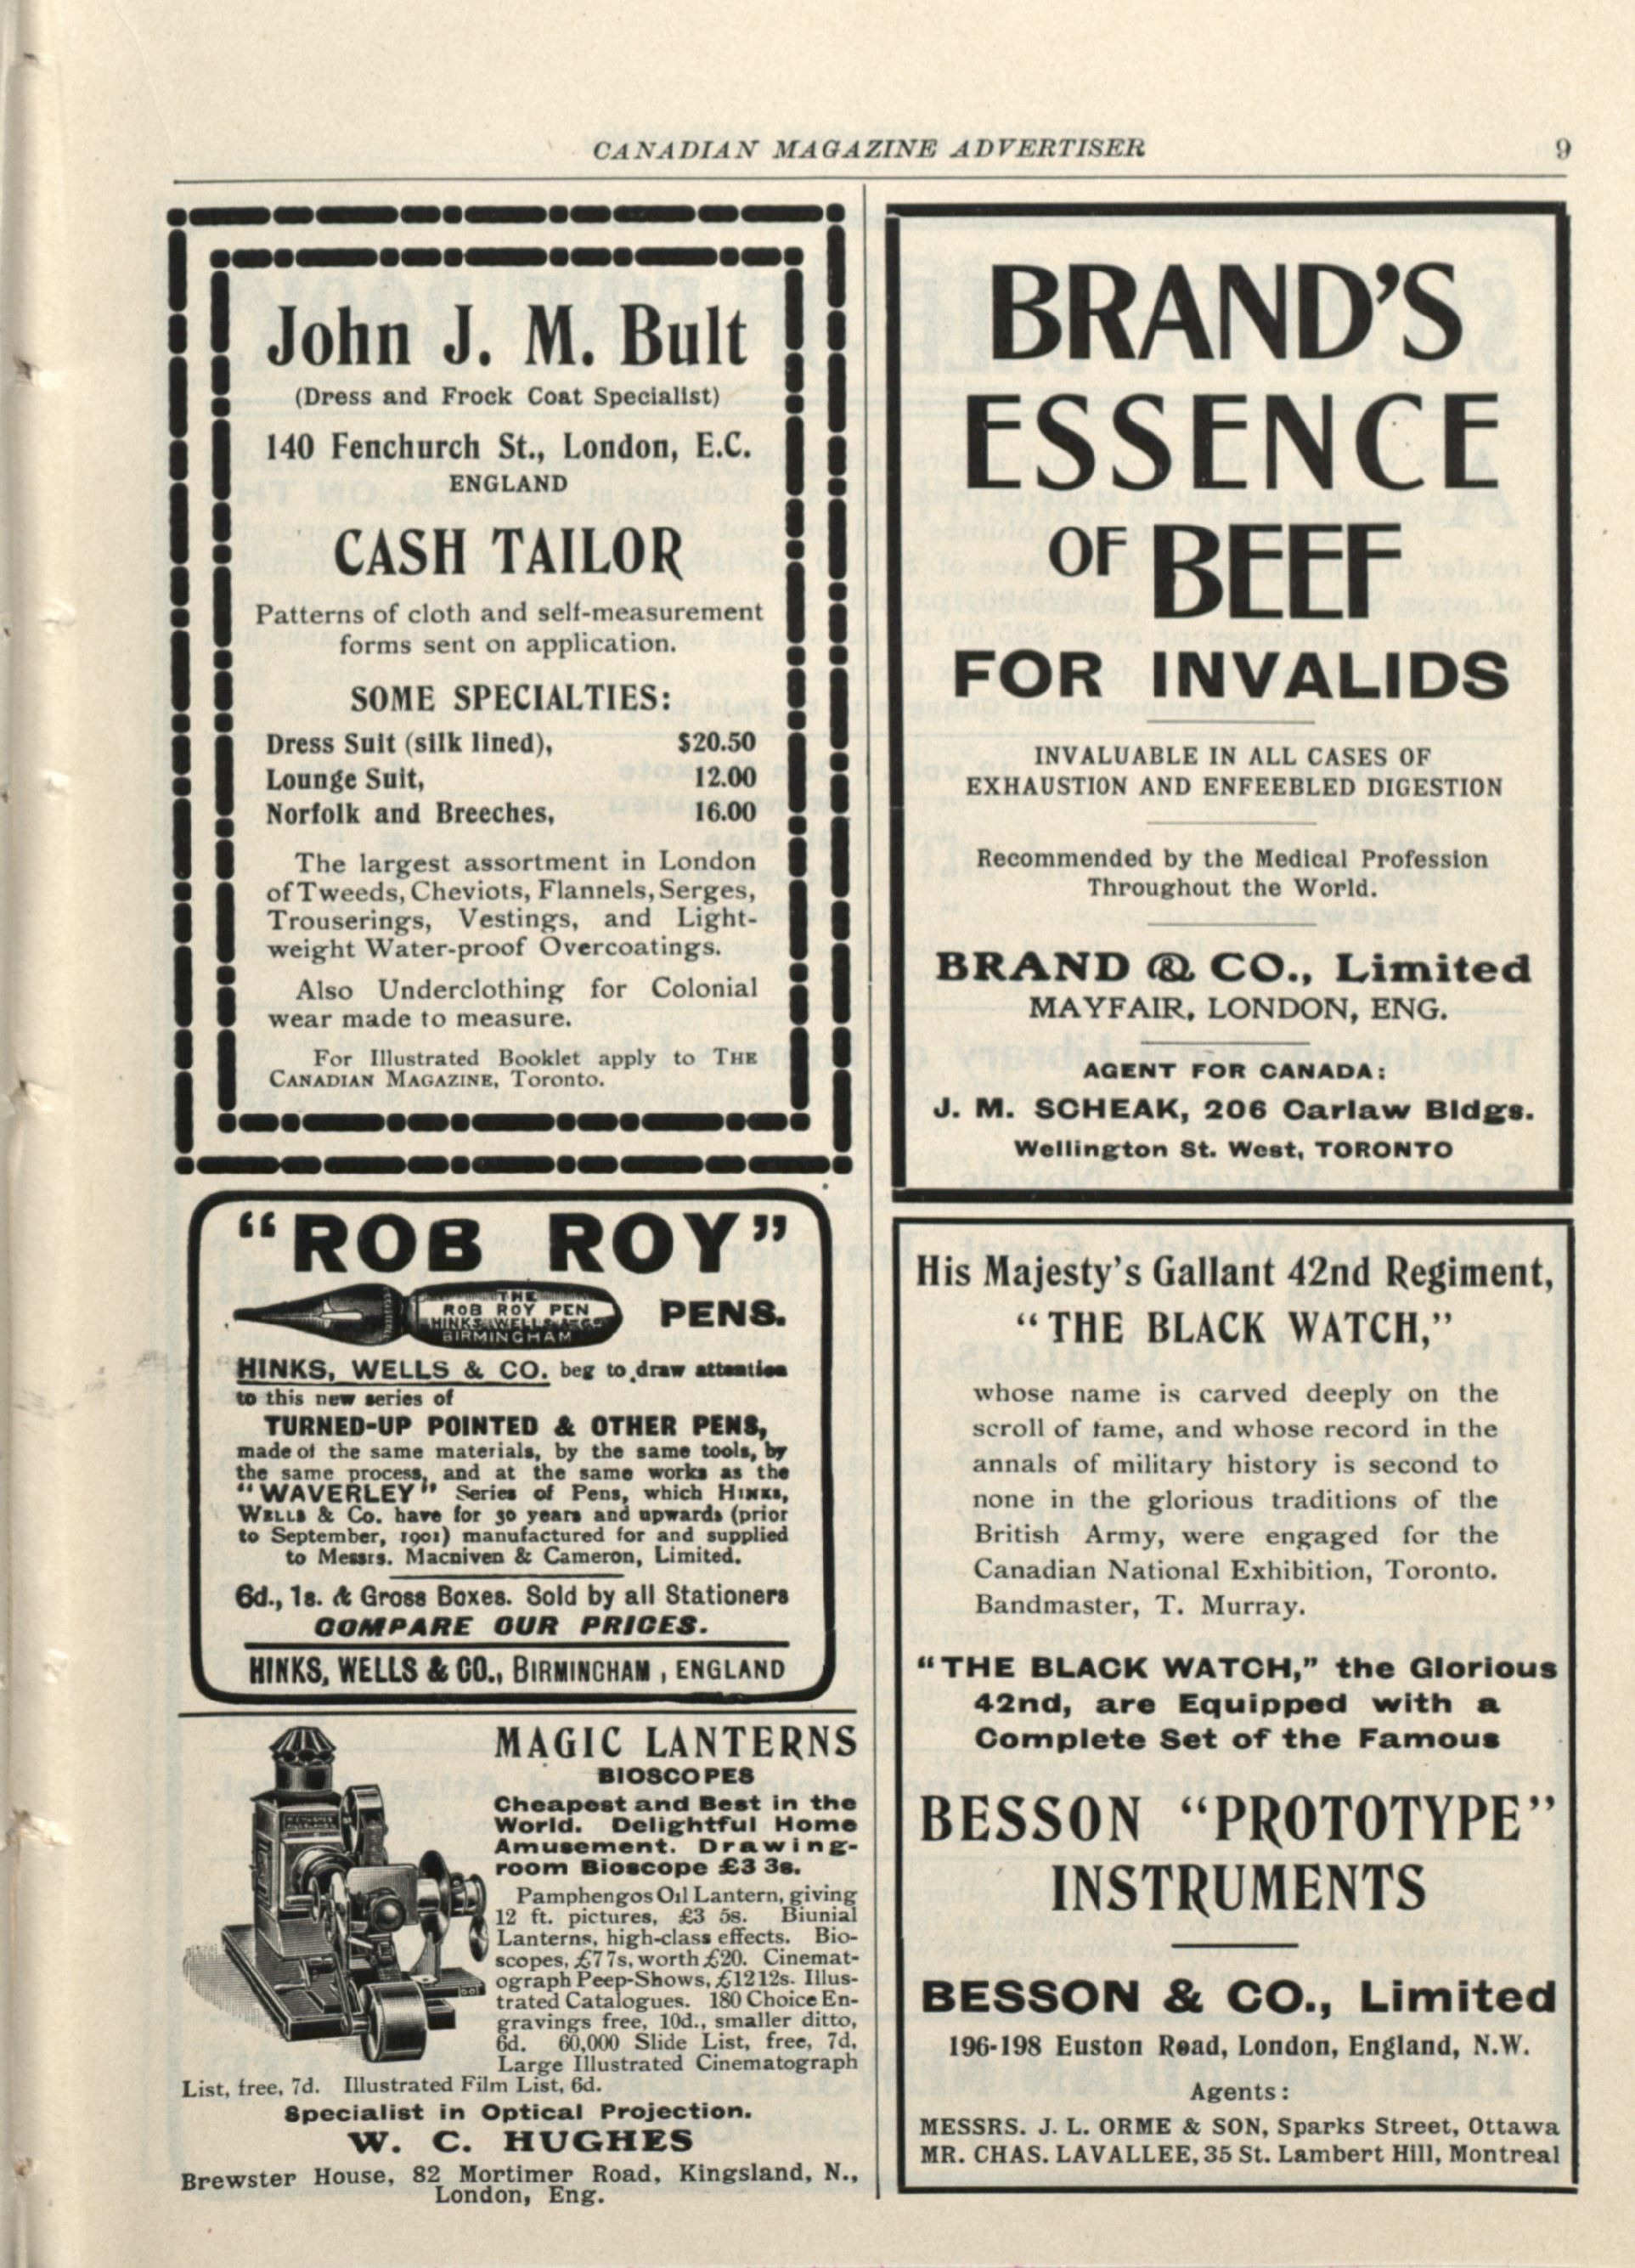 CANADIAN MAGAZINE ADVERTISER
9
John J. M. Bult
(Dress and Frock Coat Specialist)
140 Fenchurch St., London, E.C.
ENGLAND
CASH TAILOR
Patterns of cloth and self-measurement
forms sent on application.
SOME SPECIALTIES:
Dress Suit (silk lined), $20.50
Lounge Suit, 12.00
Norfolk and Breeches, 16.00
The largest assortment in London
of Tweeds, Cheviots, Flannels, Serges,
Trouserings, Vestings, and Light-
weight Water-proof Overcoatings.
Also Underclothing for Colonial
wear made to measure.
For Illustrated Booklet apply to THE
CANADIAN MAGAZINE, Toronto.
"ROB ROY"
THE
ROB ROY PEN
HINKS, WELLS & CO
BIRMINGHAM
PENS.
HINKS, WELLS & CO. beg to draw attention
to this new series of
TURNED-UP POINTED & OTHER PENS,
made of the same materials, by the same tools, by
the same process, and at the same works as the
"WAVERLEY" Series of Pens, which HINKS,
WELLS & Co. have for 30 years and upwards (prior
to September, 1901) manufactured for and supplied
to Messrs. Macniven & Cameron, Limited.
6d., 1s. & Gross Boxes. Sold by all Stationers
COMPARE OUR PRICES.
HINKS, WELLS & CO., BIRMINGHAM, ENGLAND
MAGIC LANTERNS
BIOSCOPES
Cheapest and Best in the
World. Delightful Home
Amusement. Drawing-
room Bioscope £3 3s.
Pamphengos Oil Lantern, giving
12 ft. pictures, £3 5s. Biunial
Lanterns, high-class effects. Bio-
scopes, £7 7s, worth £20. Cinemat-
ograph Peep-Shows, £12 12s. Illus-
trated Catalogues. 180 Choice En-
gravings free, 10d., smaller ditto,
6d. 60,000 Slide List, free, 7d,
Large Illustrated Cinematograph
List, free, 7d. Illustrated Film List, 6d.
Specialist in Optical Projection.
W. C. HUGHES
Brewster House, 82 Mortimer Road, Kingsland, N.,
London, Eng.
BRAND'S
ESSENCE
OF BEEF
FOR INVALIDS
INVALUABLE IN ALL CASES OF
EXHAUSTION AND ENFEEBLED DIGESTION
Recommended by the Medical Profession
Throughout the World.
BRAND & CO., Limited
MAYFAIR, LONDON, ENG.
AGENT FOR CANADA:
J. M. SCHEAK, 206 Carlaw Bldgs.
Wellington St. West, TORONTO
His Majesty's Gallant 42nd Regiment,
"THE BLACK WATCH,"
whose name is carved deeply on the
scroll of fame, and whose record in the
annals of military history is second to
none in the glorious traditions of the
British Army, were engaged for the
Canadian National Exhibition, Toronto.
Bandmaster, T. Murray.
"THE BLACK WATCH," the Glorious
42nd, are Equipped with a
Complete Set of the Famous
BESSON "PROTOTYPE"
INSTRUMENTS
BESSON & CO., Limited
196-198 Euston Road, London, England, N.W.
Agents:
MESSRS. J. L. ORME & SON, Sparks Street, Ottawa
MR. CHAS. LAVALLEE, 35 St. Lambert Hill, Montreal